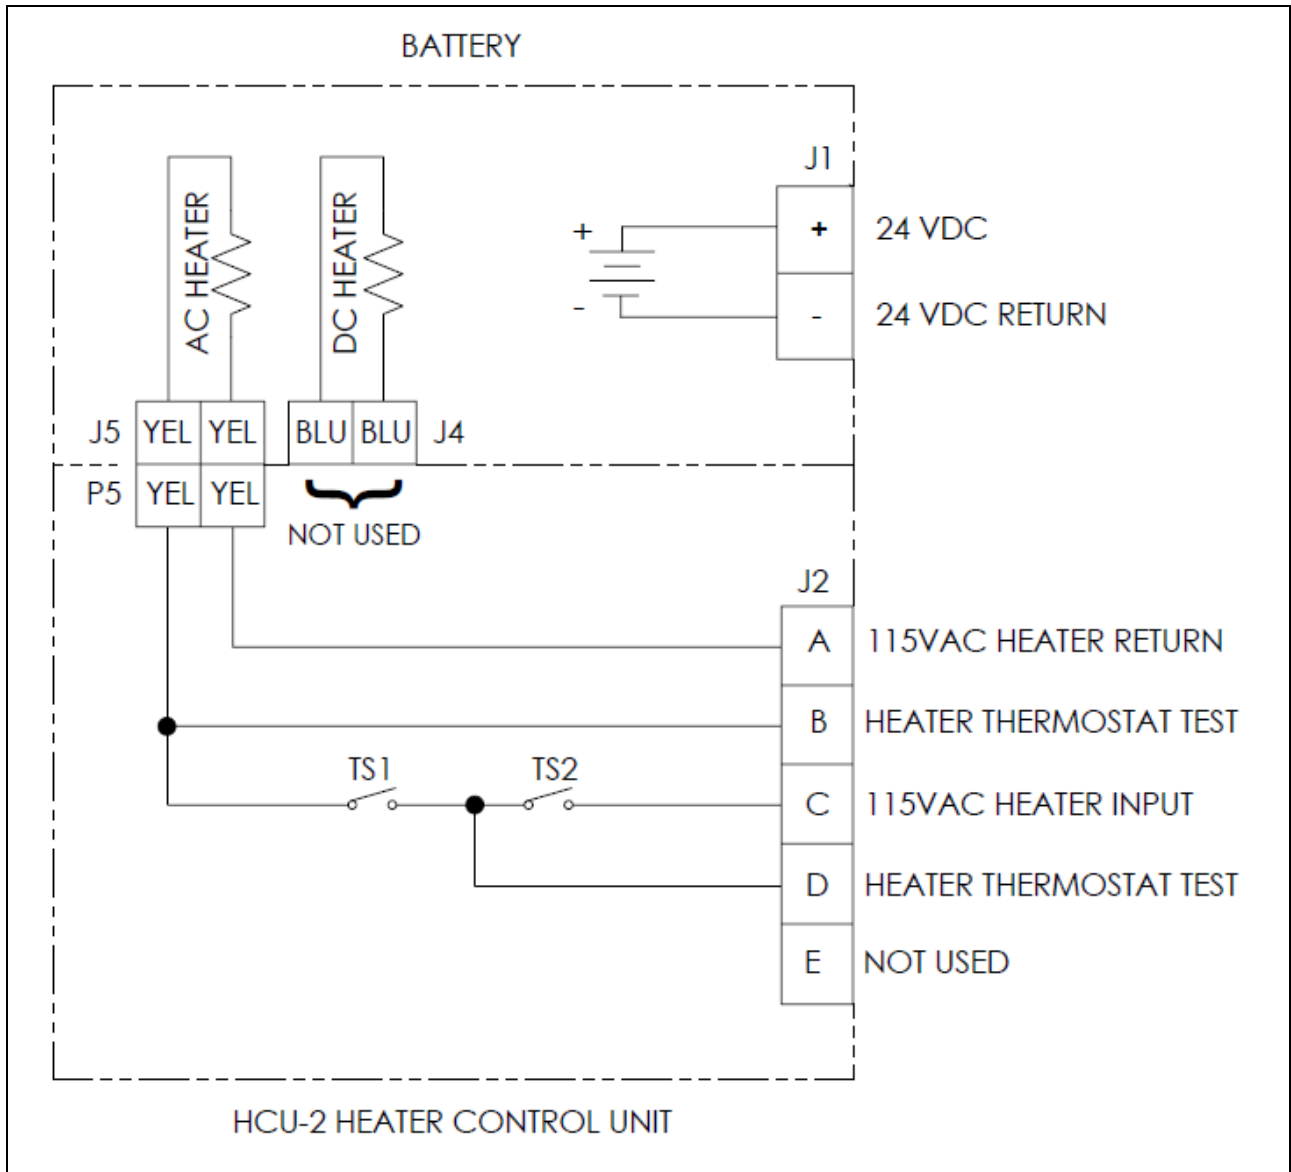 BATTERY
J1
AC HEATER
DC HEATER
+
+
24 VDC
-
-
24 VDC RETURN
J5 YEL YEL BLU BLU J4
P5 YEL YEL
NOT USED
J2
A 115VAC HEATER RETURN
B HEATER THERMOSTAT TEST
TS1 TS2
C 115VAC HEATER INPUT
D HEATER THERMOSTAT TEST
E NOT USED
HCU-2 HEATER CONTROL UNIT